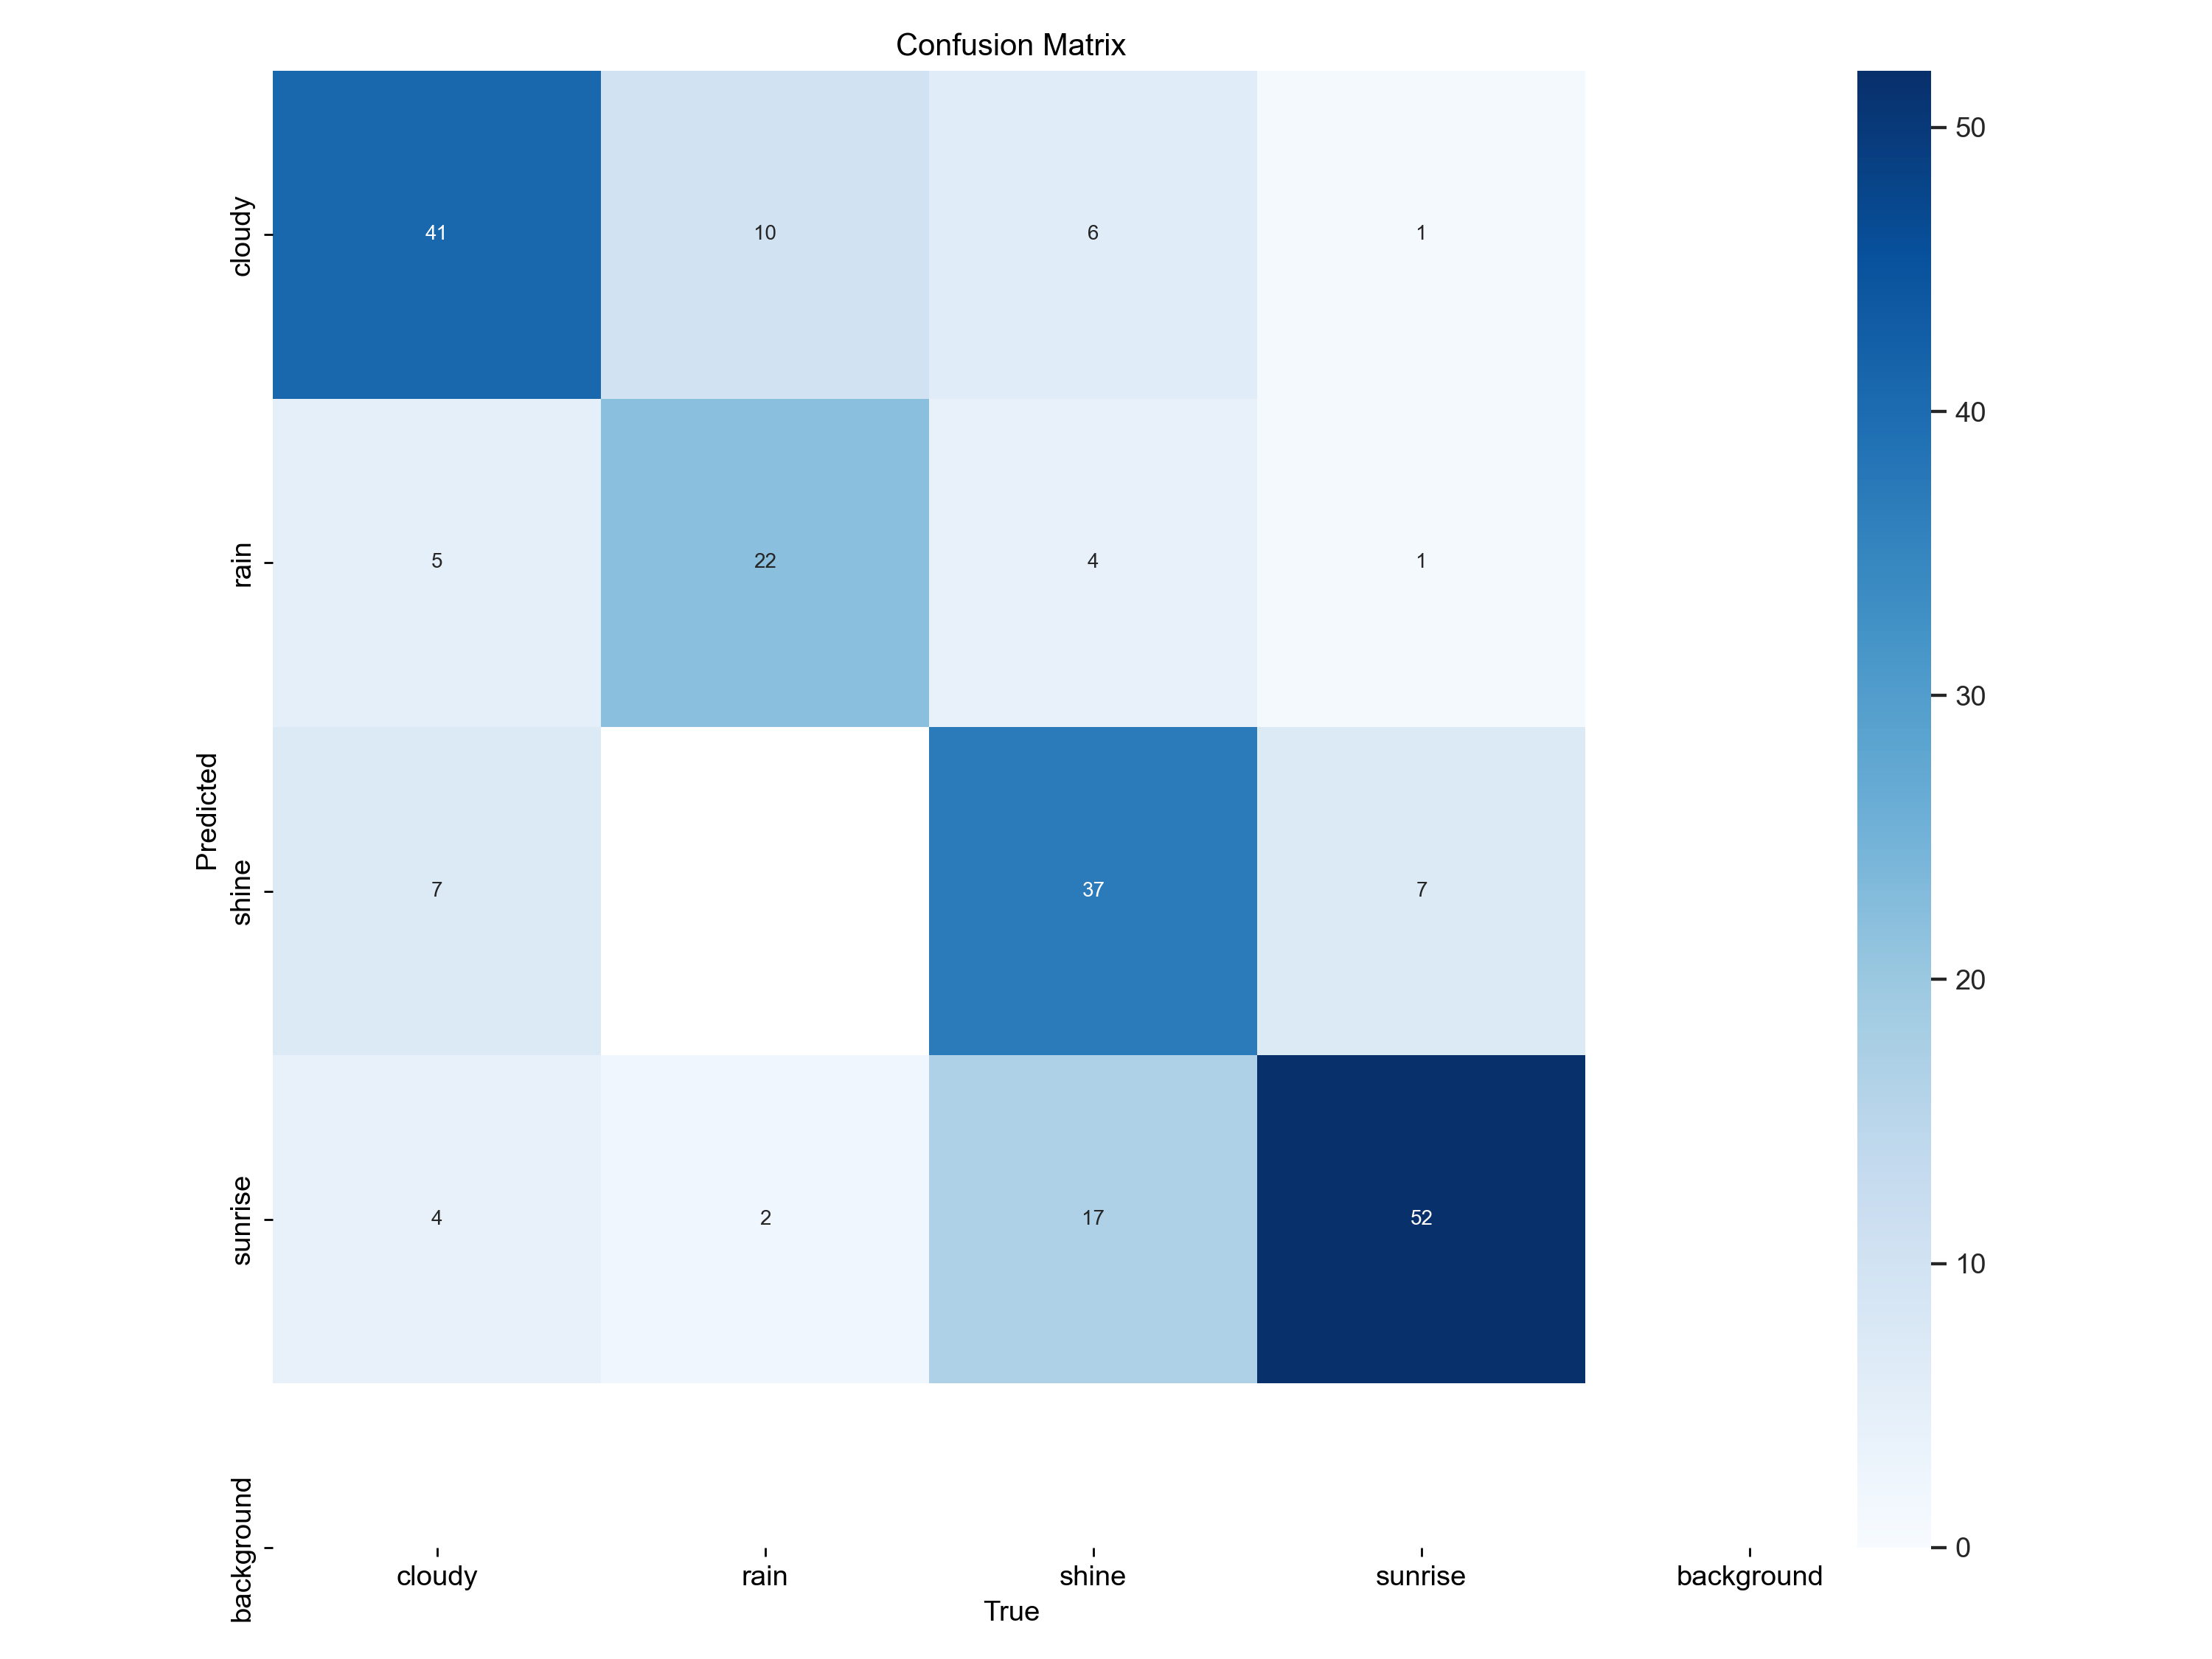 Confusion Matrix
cloudy
41 10 6 1
rain
5 22 4 1
Predicted
shine
7 37 7
sunrise
4 2 17 52
background
cloudy rain shine sunrise background
True
50
40
30
20
10
0